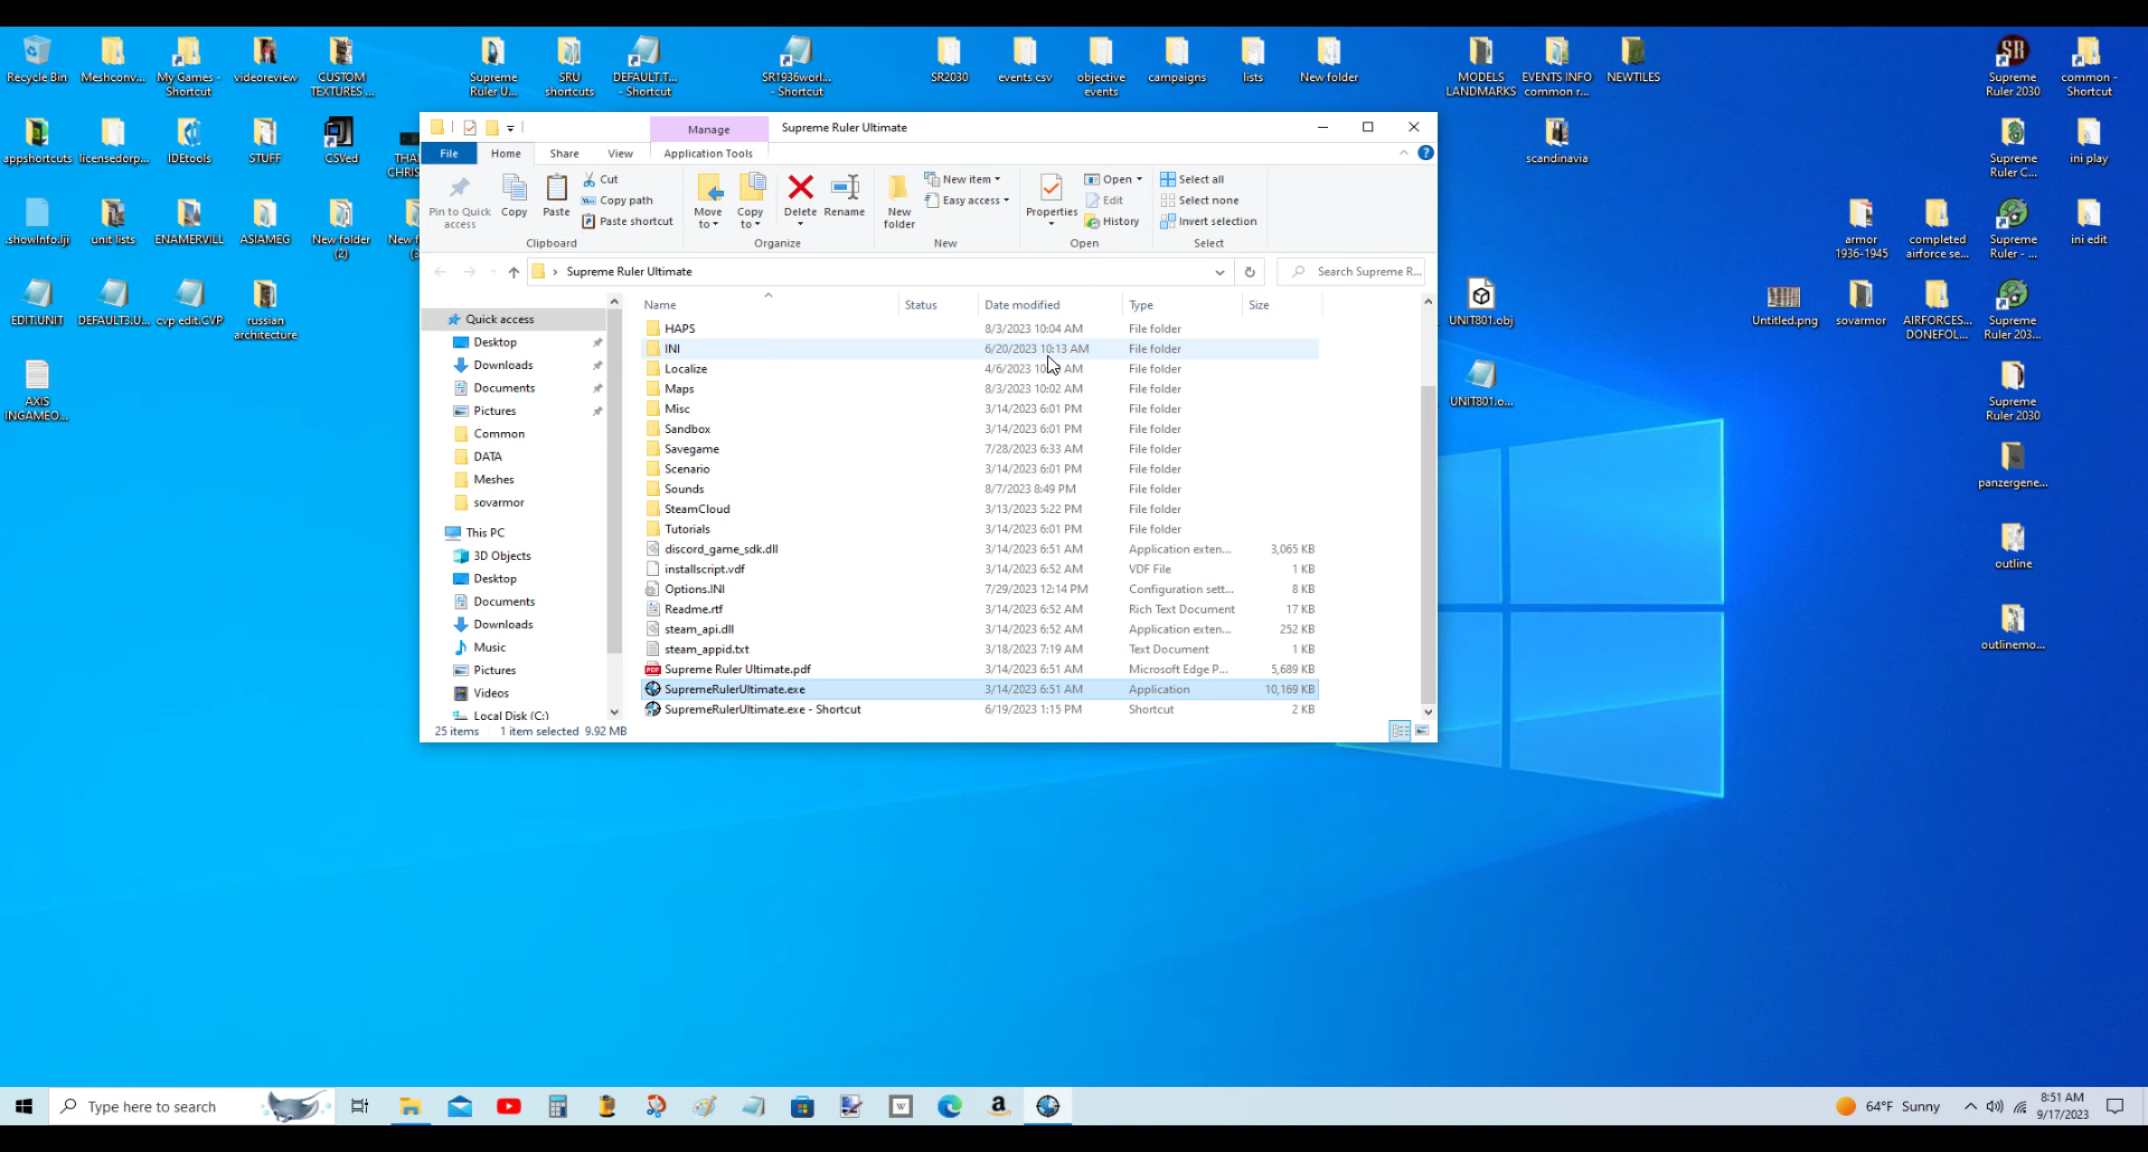 Recycle Bin
Meshconv...
My Games - Shortcut
videoreview
CUSTOM TEXTURES ...
Supreme Ruler U...
SRU shortcuts
DEFAULT.T... - Shortcut
SR1936worl... - Shortcut
SR2030
events csv
objective events
campaigns
lists
New folder
MODELS LANDMARKS
EVENTS INFO common r...
NEWTILES
Supreme Ruler 2030
common - Shortcut
appshortcuts
licensedorp...
IDEtools
STUFF
CSVed
scandinavia
Supreme Ruler C...
ini play
.showInfo.lji
unit lists
ENAMERVILL
ASIAMEG
New folder (2)
armor 1936-1945
completed airforce se...
Supreme Ruler - ...
ini edit
EDIT.UNIT
DEFAULT3.U...
cvp edit.CVP
russian architecture
UNIT801.obj
Untitled.png
sovarmor
AIRFORCES... DONEFOL...
Supreme Ruler 203...
AXIS INGAMEO...
UNIT801.o...
Supreme Ruler 2030
panzergene...
outline
outlinemo...
Manage
Supreme Ruler Ultimate
File
Home
Share
View
Application Tools
Pin to Quick access
Copy
Paste
Cut
Copy path
Paste shortcut
Clipboard
Move to
Copy to
Delete
Rename
Organize
New folder
New item
Easy access
New
Properties
Open
Edit
History
Open
Select all
Select none
Invert selection
Select
Supreme Ruler Ultimate
Search Supreme R...
Quick access
Desktop
Downloads
Documents
Pictures
Common
DATA
Meshes
sovarmor
This PC
3D Objects
Desktop
Documents
Downloads
Music
Pictures
Videos
Local Disk (C:)
Name Status Date modified Type Size
HAPS 8/3/2023 10:04 AM File folder
INI 6/20/2023 10:13 AM File folder
Localize 4/6/2023 AM File folder
Maps 8/3/2023 10:02 AM File folder
Misc 3/14/2023 6:01 PM File folder
Sandbox 3/14/2023 6:01 PM File folder
Savegame 7/28/2023 6:33 AM File folder
Scenario 3/14/2023 6:01 PM File folder
Sounds 8/7/2023 8:49 PM File folder
SteamCloud 3/13/2023 5:22 PM File folder
Tutorials 3/14/2023 6:01 PM File folder
discord_game_sdk.dll 3/14/2023 6:51 AM Application exten... 3,065 KB
installscript.vdf 3/14/2023 6:52 AM VDF File 1 KB
Options.INI 7/29/2023 12:14 PM Configuration sett... 8 KB
Readme.rtf 3/14/2023 6:52 AM Rich Text Document 17 KB
steam_api.dll 3/14/2023 6:52 AM Application exten... 252 KB
steam_appid.txt 3/18/2023 7:19 AM Text Document 1 KB
Supreme Ruler Ultimate.pdf 3/14/2023 6:51 AM Microsoft Edge P... 5,689 KB
SupremeRulerUltimate.exe 3/14/2023 6:51 AM Application 10,169 KB
SupremeRulerUltimate.exe - Shortcut 6/19/2023 1:15 PM Shortcut 2 KB
25 items 1 item selected 9.92 MB
Type here to search
64°F Sunny
8:51 AM
9/17/2023